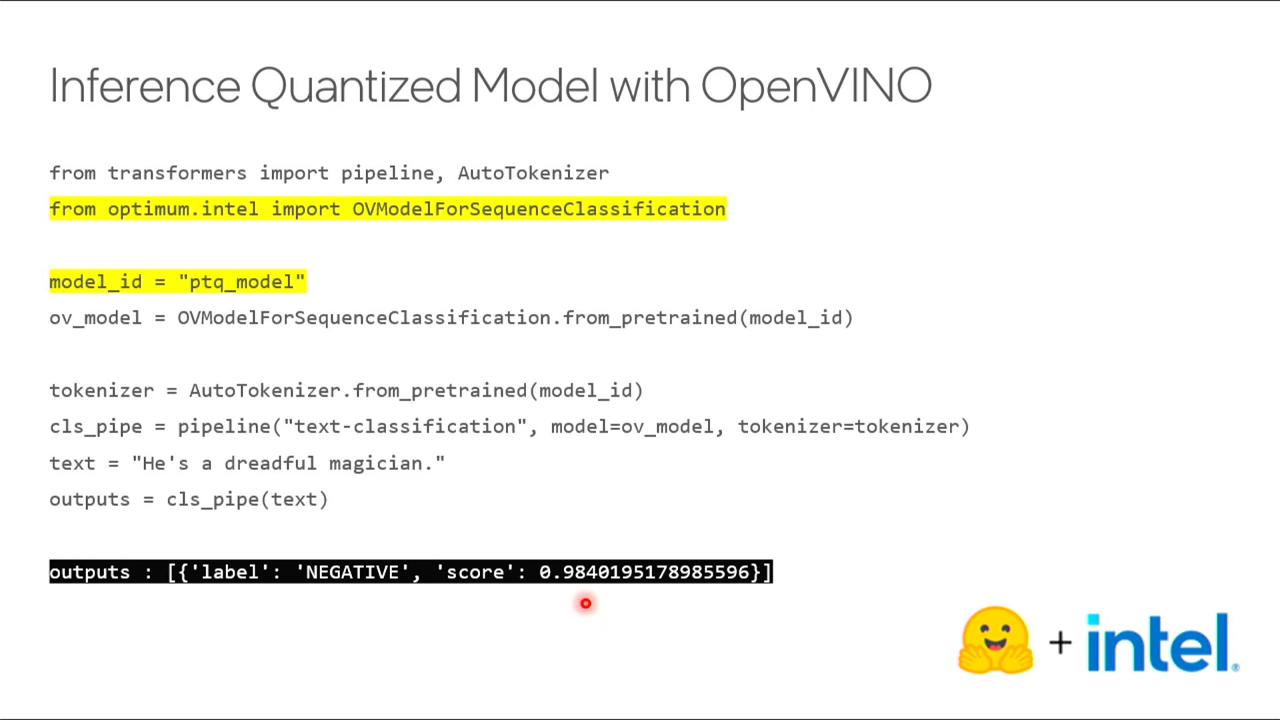 Inference Quantized Model with OpenVINO
from transformers import pipeline, AutoTokenizer
from optimum.intel import OVModelForSequenceClassification
model_id = "ptq_model"
ov_model = OVModelForSequenceClassification.from_pretrained(model_id)
tokenizer = AutoTokenizer.from_pretrained(model_id)
cls_pipe = pipeline("text-classification", model=ov_model, tokenizer=tokenizer)
text = "He's a dreadful magician."
outputs = cls_pipe(text)
outputs : [{'label': 'NEGATIVE', 'score': 0.9840195178985596}]
+ intel®